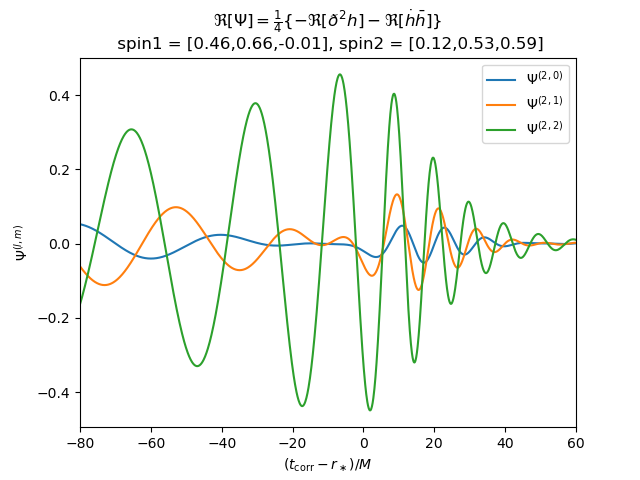 ℜ[Ψ] = 1/4 {−ℜ[ð²h] − ℜ[ḣh̄]}
spin1 = [0.46,0.66,-0.01], spin2 = [0.12,0.53,0.59]
Ψ^(2,0)
Ψ^(2,1)
Ψ^(2,2)
0.4
0.2
0.0
−0.2
−0.4
Ψ^(l,m)
−80 −60 −40 −20 0 20 40 60
(t_corr − r_∗)/M